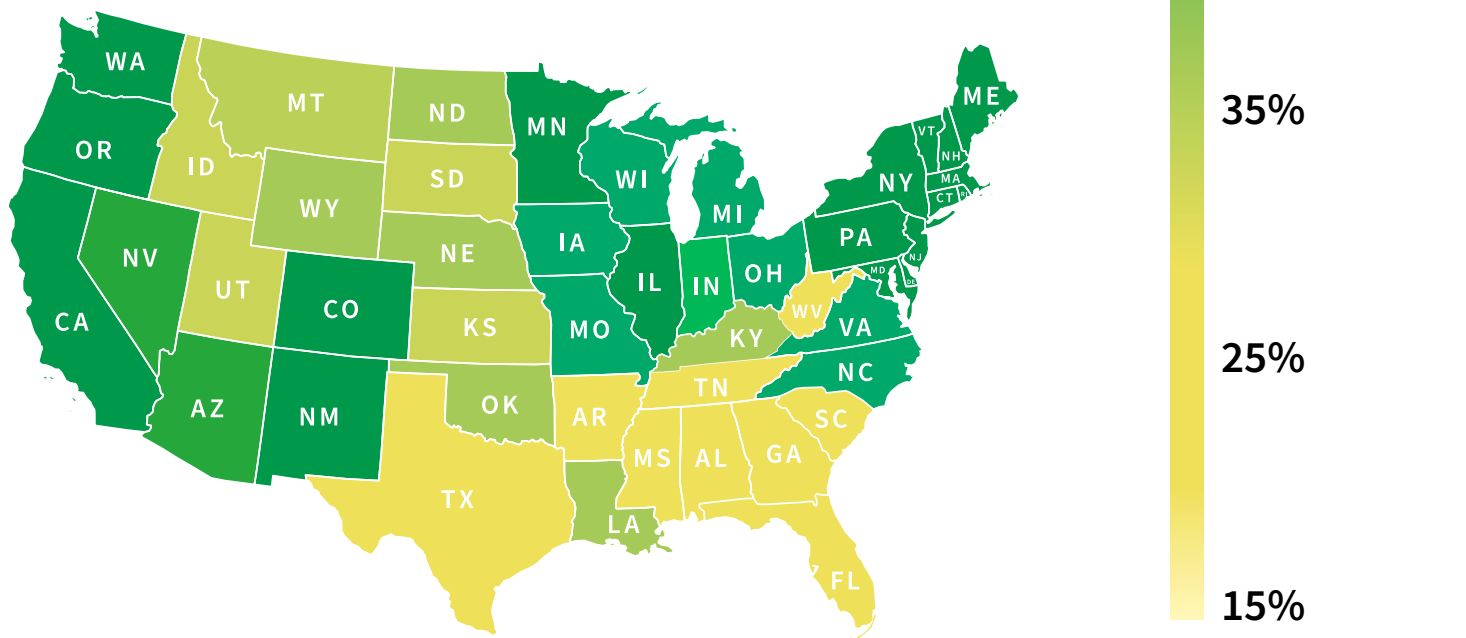 WA
MT
ND
MN
ME
OR
ID
SD
WI
MI
VT
NH
NY
MA
CT
RI
WY
NE
IA
PA
NV
UT
CO
KS
IL
IN
OH
NJ
MD
DE
CA
MO
KY
WV
VA
AZ
NM
OK
AR
TN
NC
SC
TX
LA
MS
AL
GA
FL
35%
25%
15%